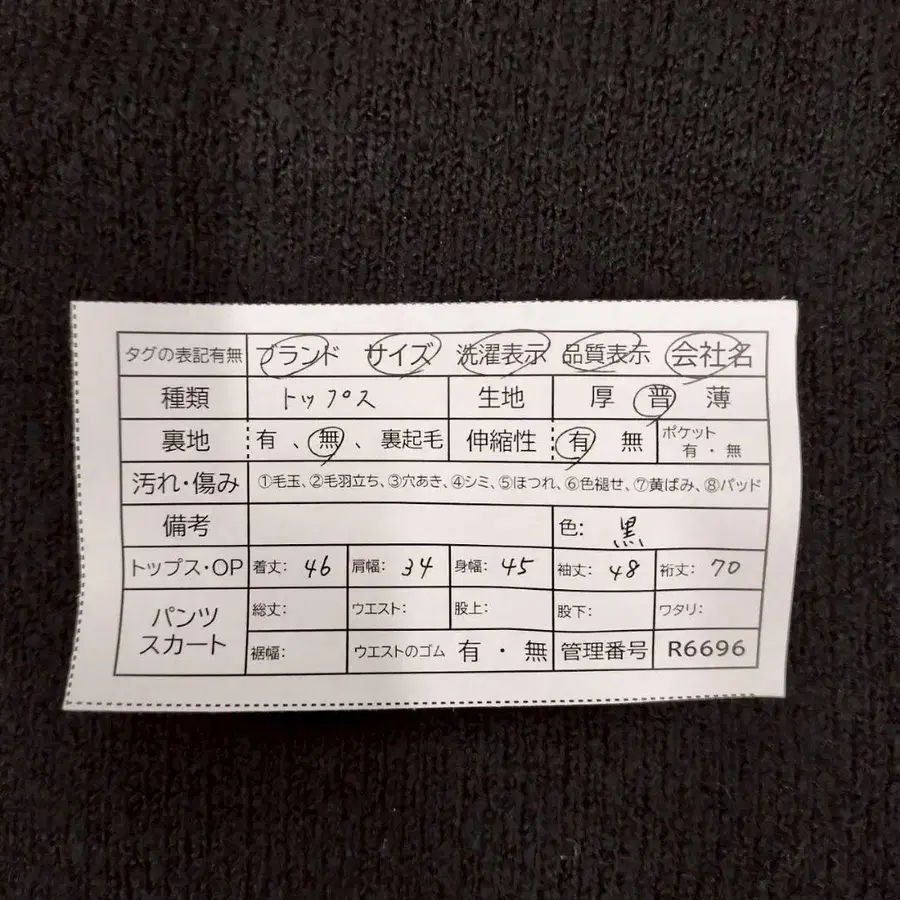 タグの表記有無 ブランド サイズ 洗濯表示 品質表示 会社名
種類 トップス 生地 厚 普 薄
裏地 有 、無 、裏起毛 伸縮性 有 無 ポケット 有・無
汚れ・傷み ①毛玉、②毛羽立ち、③穴あき、④シミ、⑤ほつれ、⑥色褪せ、⑦黄ばみ、⑧パッド
備考 色: 黒
トップス・OP 着丈: 46 肩幅: 34 身幅: 45 袖丈: 48 裄丈: 70
パンツ スカート 総丈: ウエスト: 股上: 股下: ワタリ:
裾幅: ウエストのゴム 有・無 管理番号 R6696